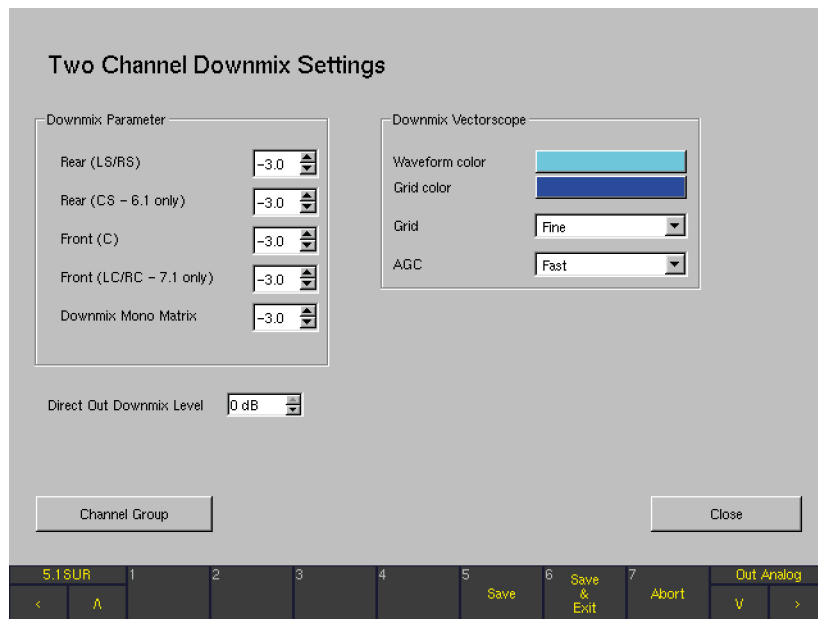 Two Channel Downmix Settings
Downmix Parameter
Rear (LS/RS) -3.0
Rear (CS - 6.1 only) -3.0
Front (C) -3.0
Front (LC/RC - 7.1 only) -3.0
Downmix Mono Matrix -3.0
Downmix Vectorscope
Waveform color
Grid color
Grid Fine
AGC Fast
Direct Out Downmix Level 0 dB
Channel Group
Close
5.1SUR
< Λ
1
2
3
4
5 Save
6 Save
&
Exit
7 Abort
Out Analog
V >